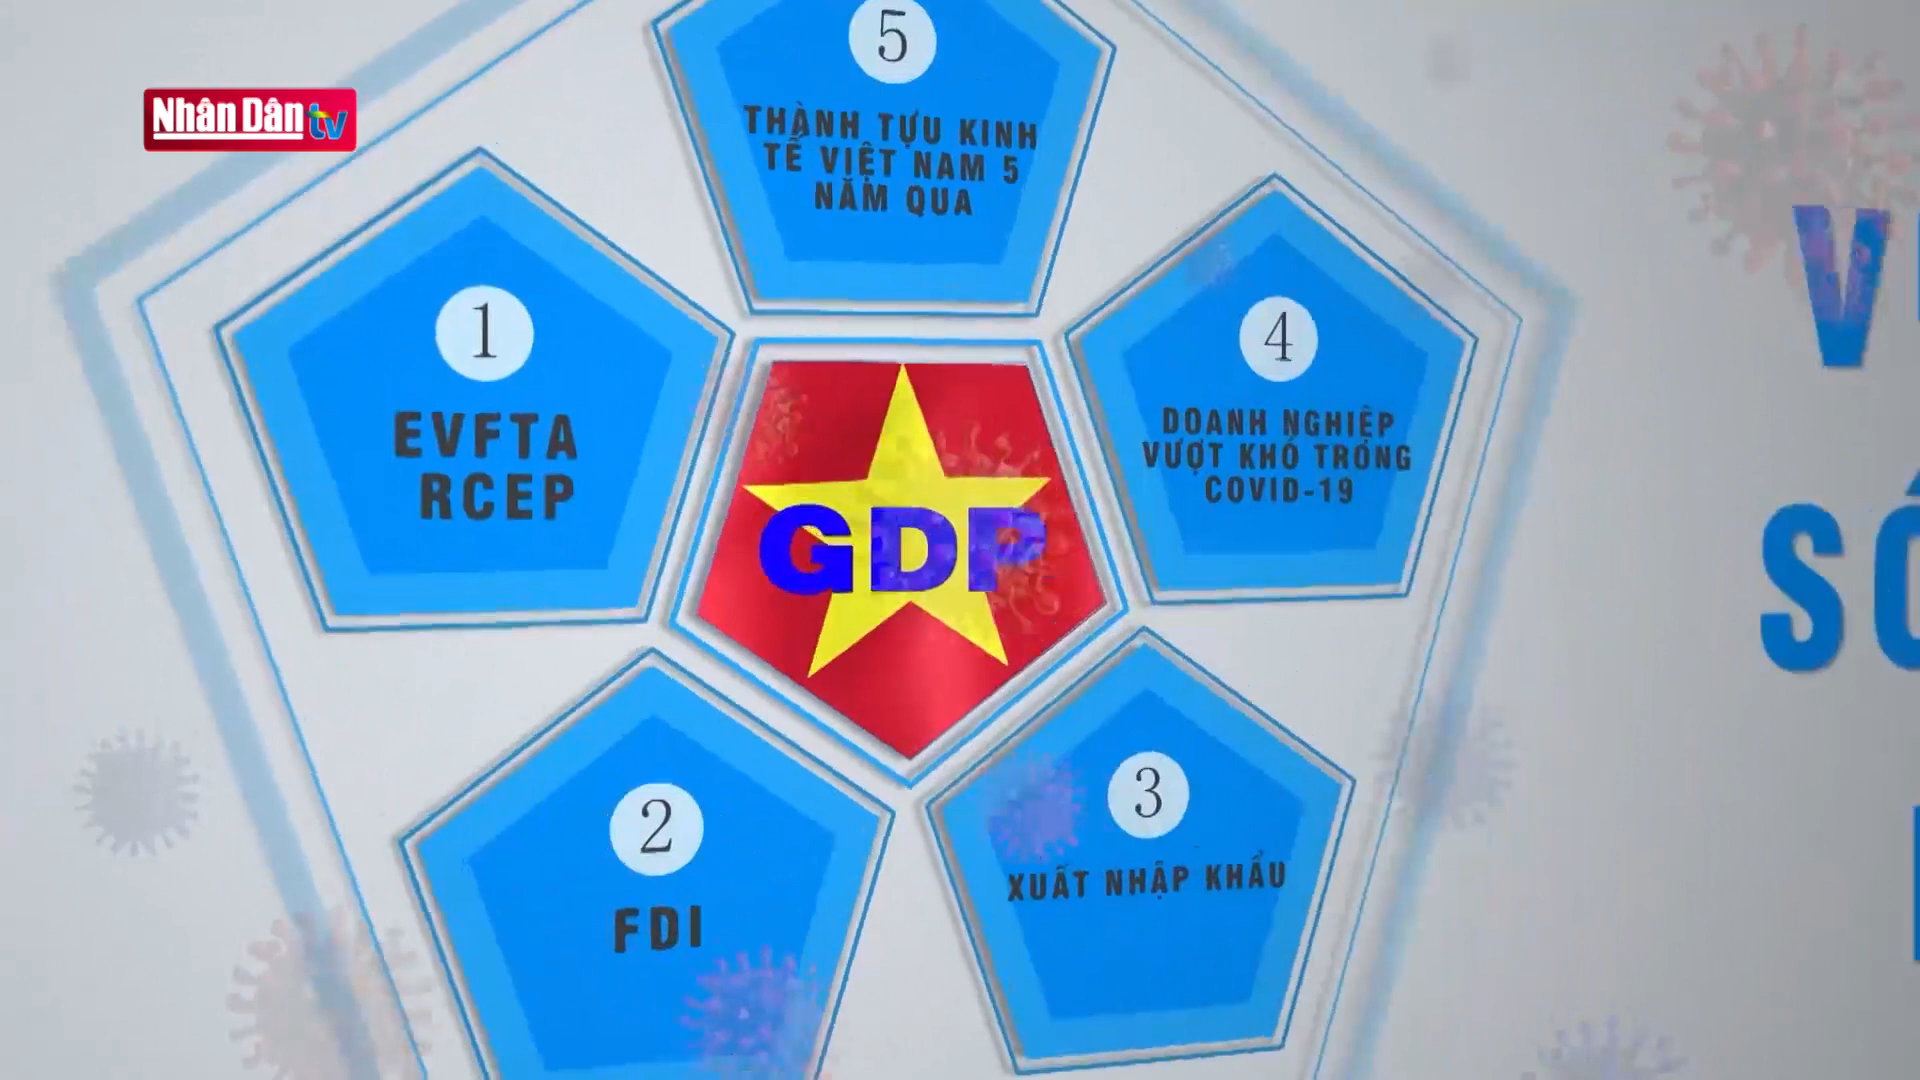 Nhân Dân tv
5
THÀNH TỰU KINH
TẾ VIỆT NAM 5
NĂM QUA
1
EVFTA
RCEP
4
DOANH NGHIỆP
VƯỢT KHÓ TRONG
COVID-19
GDP
2
FDI
3
XUẤT NHẬP KHẨU